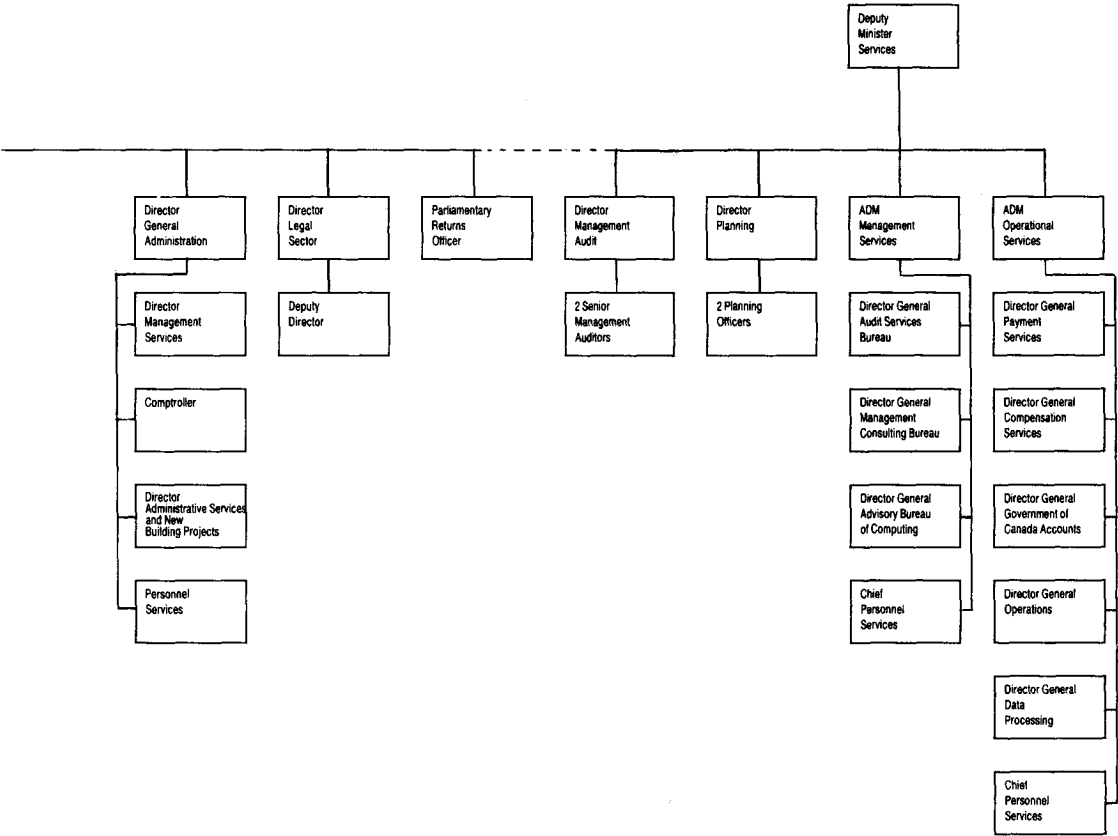 Deputy
Minister
Services
Director
General
Administration
Director
Legal
Sector
Parliamentary
Returns
Officer
Director
Management
Audit
Director
Planning
ADM
Management
Services
ADM
Operational
Services
Director
Management
Services
Deputy
Director
2 Senior
Management
Auditors
2 Planning
Officers
Director General
Audit Services
Bureau
Director General
Payment
Services
Comptroller
Director General
Management
Consulting Bureau
Director General
Compensation
Services
Director
Administrative Services
and New
Building Projects
Director General
Advisory Bureau
of Computing
Director General
Government of
Canada Accounts
Personnel
Services
Chief
Personnel
Services
Director General
Operations
Director General
Data
Processing
Chief
Personnel
Services